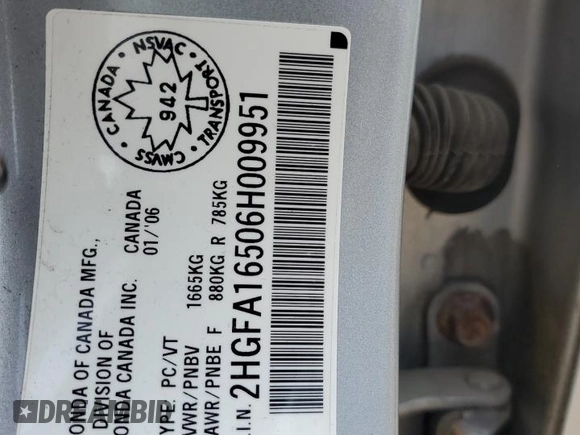 ONDA OF CANADA MFG.,
DIVISION OF
ONDA CANADA INC. CANADA
01/'06
YPE. PC/VT
VWR/PNBV 1665KG
AWR/PNBE F 880KG R 785KG
.I.N. 2HGFA16506H009951
CANADA · NSVAC · TRANSPORT · CMVSS ·
942
DREAMBID